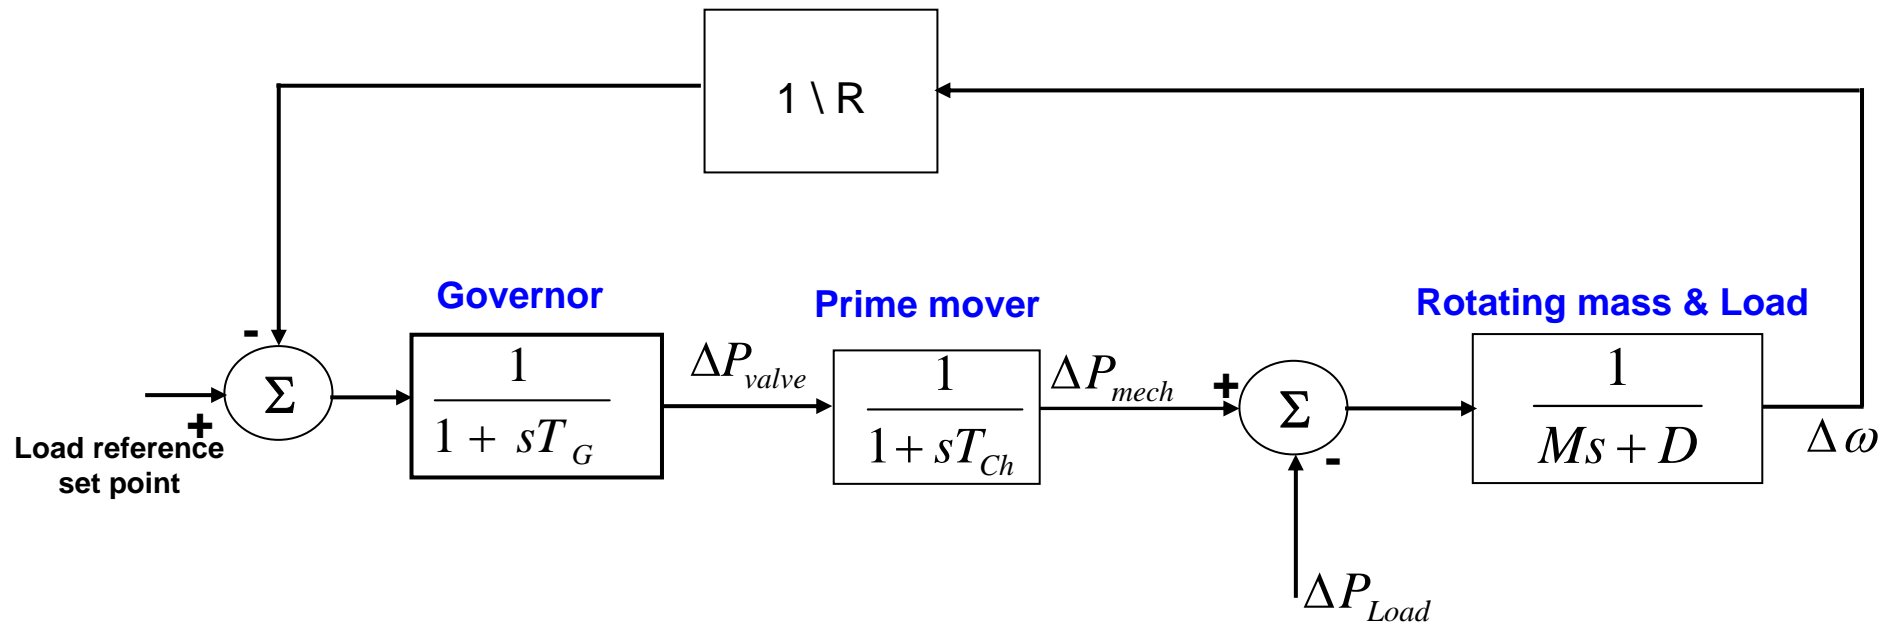 1 \ R
Governor
Prime mover
Rotating mass & Load
-
Σ
+
Load reference
set point
1
1 + sT_G
ΔP_valve
1
1 + sT_Ch
ΔP_mech
+
Σ
-
1
Ms + D
Δω
ΔP_Load